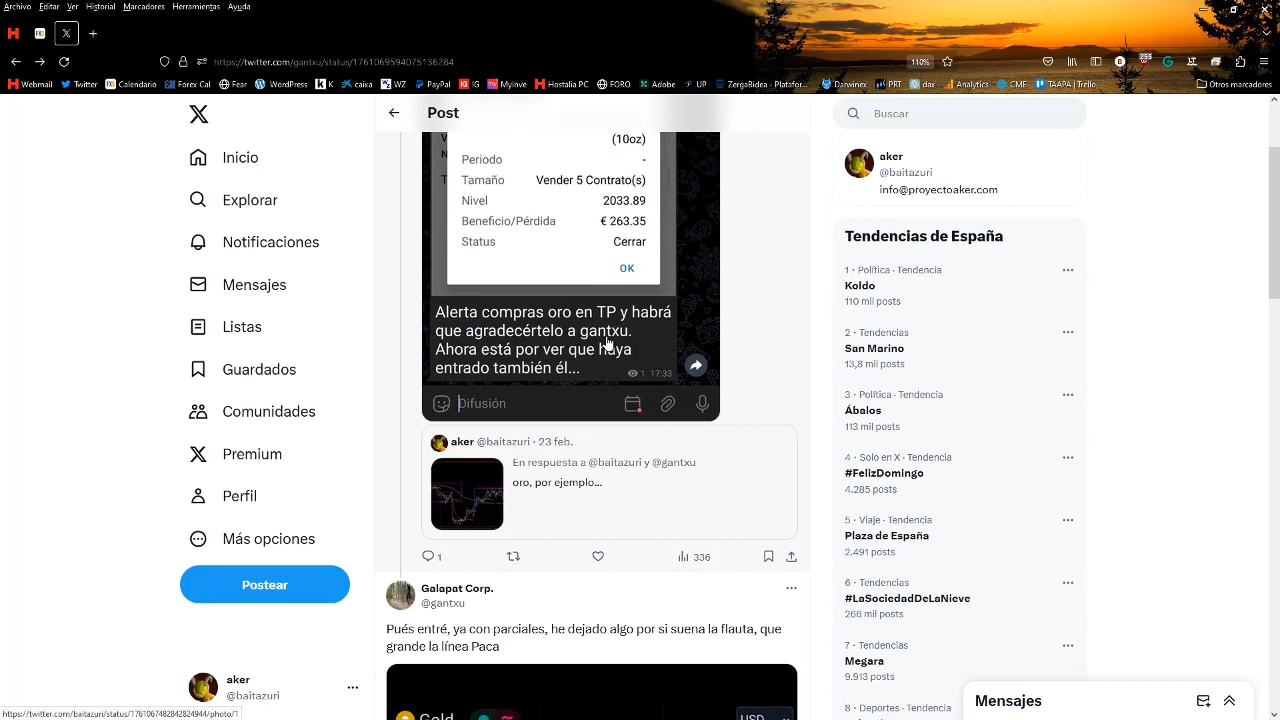 Archivo Editar Ver Historial Marcadores Herramientas Ayuda
https://twitter.com/gantxu/status/1761069594075136284
110%
255
Webmail Twitter Calendario Forex Cal Fear WordPress k caixa WZ PayPal IG MyInve Hostalia PC FORO Adobe UP ZergaBidea - Platafor... Darwinex PRT dax Analytics CME TAAPA | Trello Otros marcadores
Inicio
Explorar
Notificaciones
Mensajes
Listas
Guardados
Comunidades
Premium
Perfil
Más opciones
Postear
aker
@baitazuri
https://twitter.com/baitazuri/status/1761067482842824944/photo/1
Post
(10oz)
Periodo -
Tamaño Vender 5 Contrato(s)
Nivel 2033.89
Beneficio/Pérdida € 263.35
Status Cerrar
OK
Alerta compras oro en TP y habrá
que agradecértelo a gantxu.
Ahora está por ver que haya
entrado también él...
1 17:33
Difusión
aker @baitazuri · 23 feb.
En respuesta a @baitazuri y @gantxu
oro, por ejemplo...
1 336
Galapat Corp.
@gantxu
Pués entré, ya con parciales, he dejado algo por si suena la flauta, que
grande la línea Paca
Gold USD
Buscar
aker
@baitazuri
info@proyectoaker.com
Tendencias de España
1 · Política · Tendencia
Koldo
110 mil posts
2 · Tendencias
San Marino
13,8 mil posts
3 · Política · Tendencia
Ábalos
113 mil posts
4 · Solo en X · Tendencia
#FelizDomingo
4.285 posts
5 · Viaje · Tendencia
Plaza de España
2.491 posts
6 · Tendencias
#LaSociedadDeLaNieve
266 mil posts
7 · Tendencias
Megara
9.913 posts
8 · Deportes · Tendencia
Mensajes